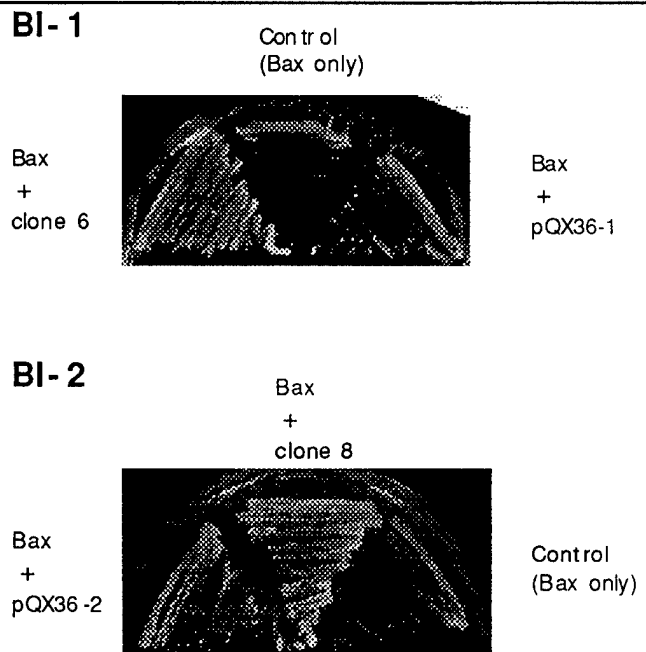 BI-1
Control
(Bax only)
Bax
+
clone 6
Bax
+
pQX36-1
BI-2
Bax
+
clone 8
Bax
+
pQX36-2
Control
(Bax only)